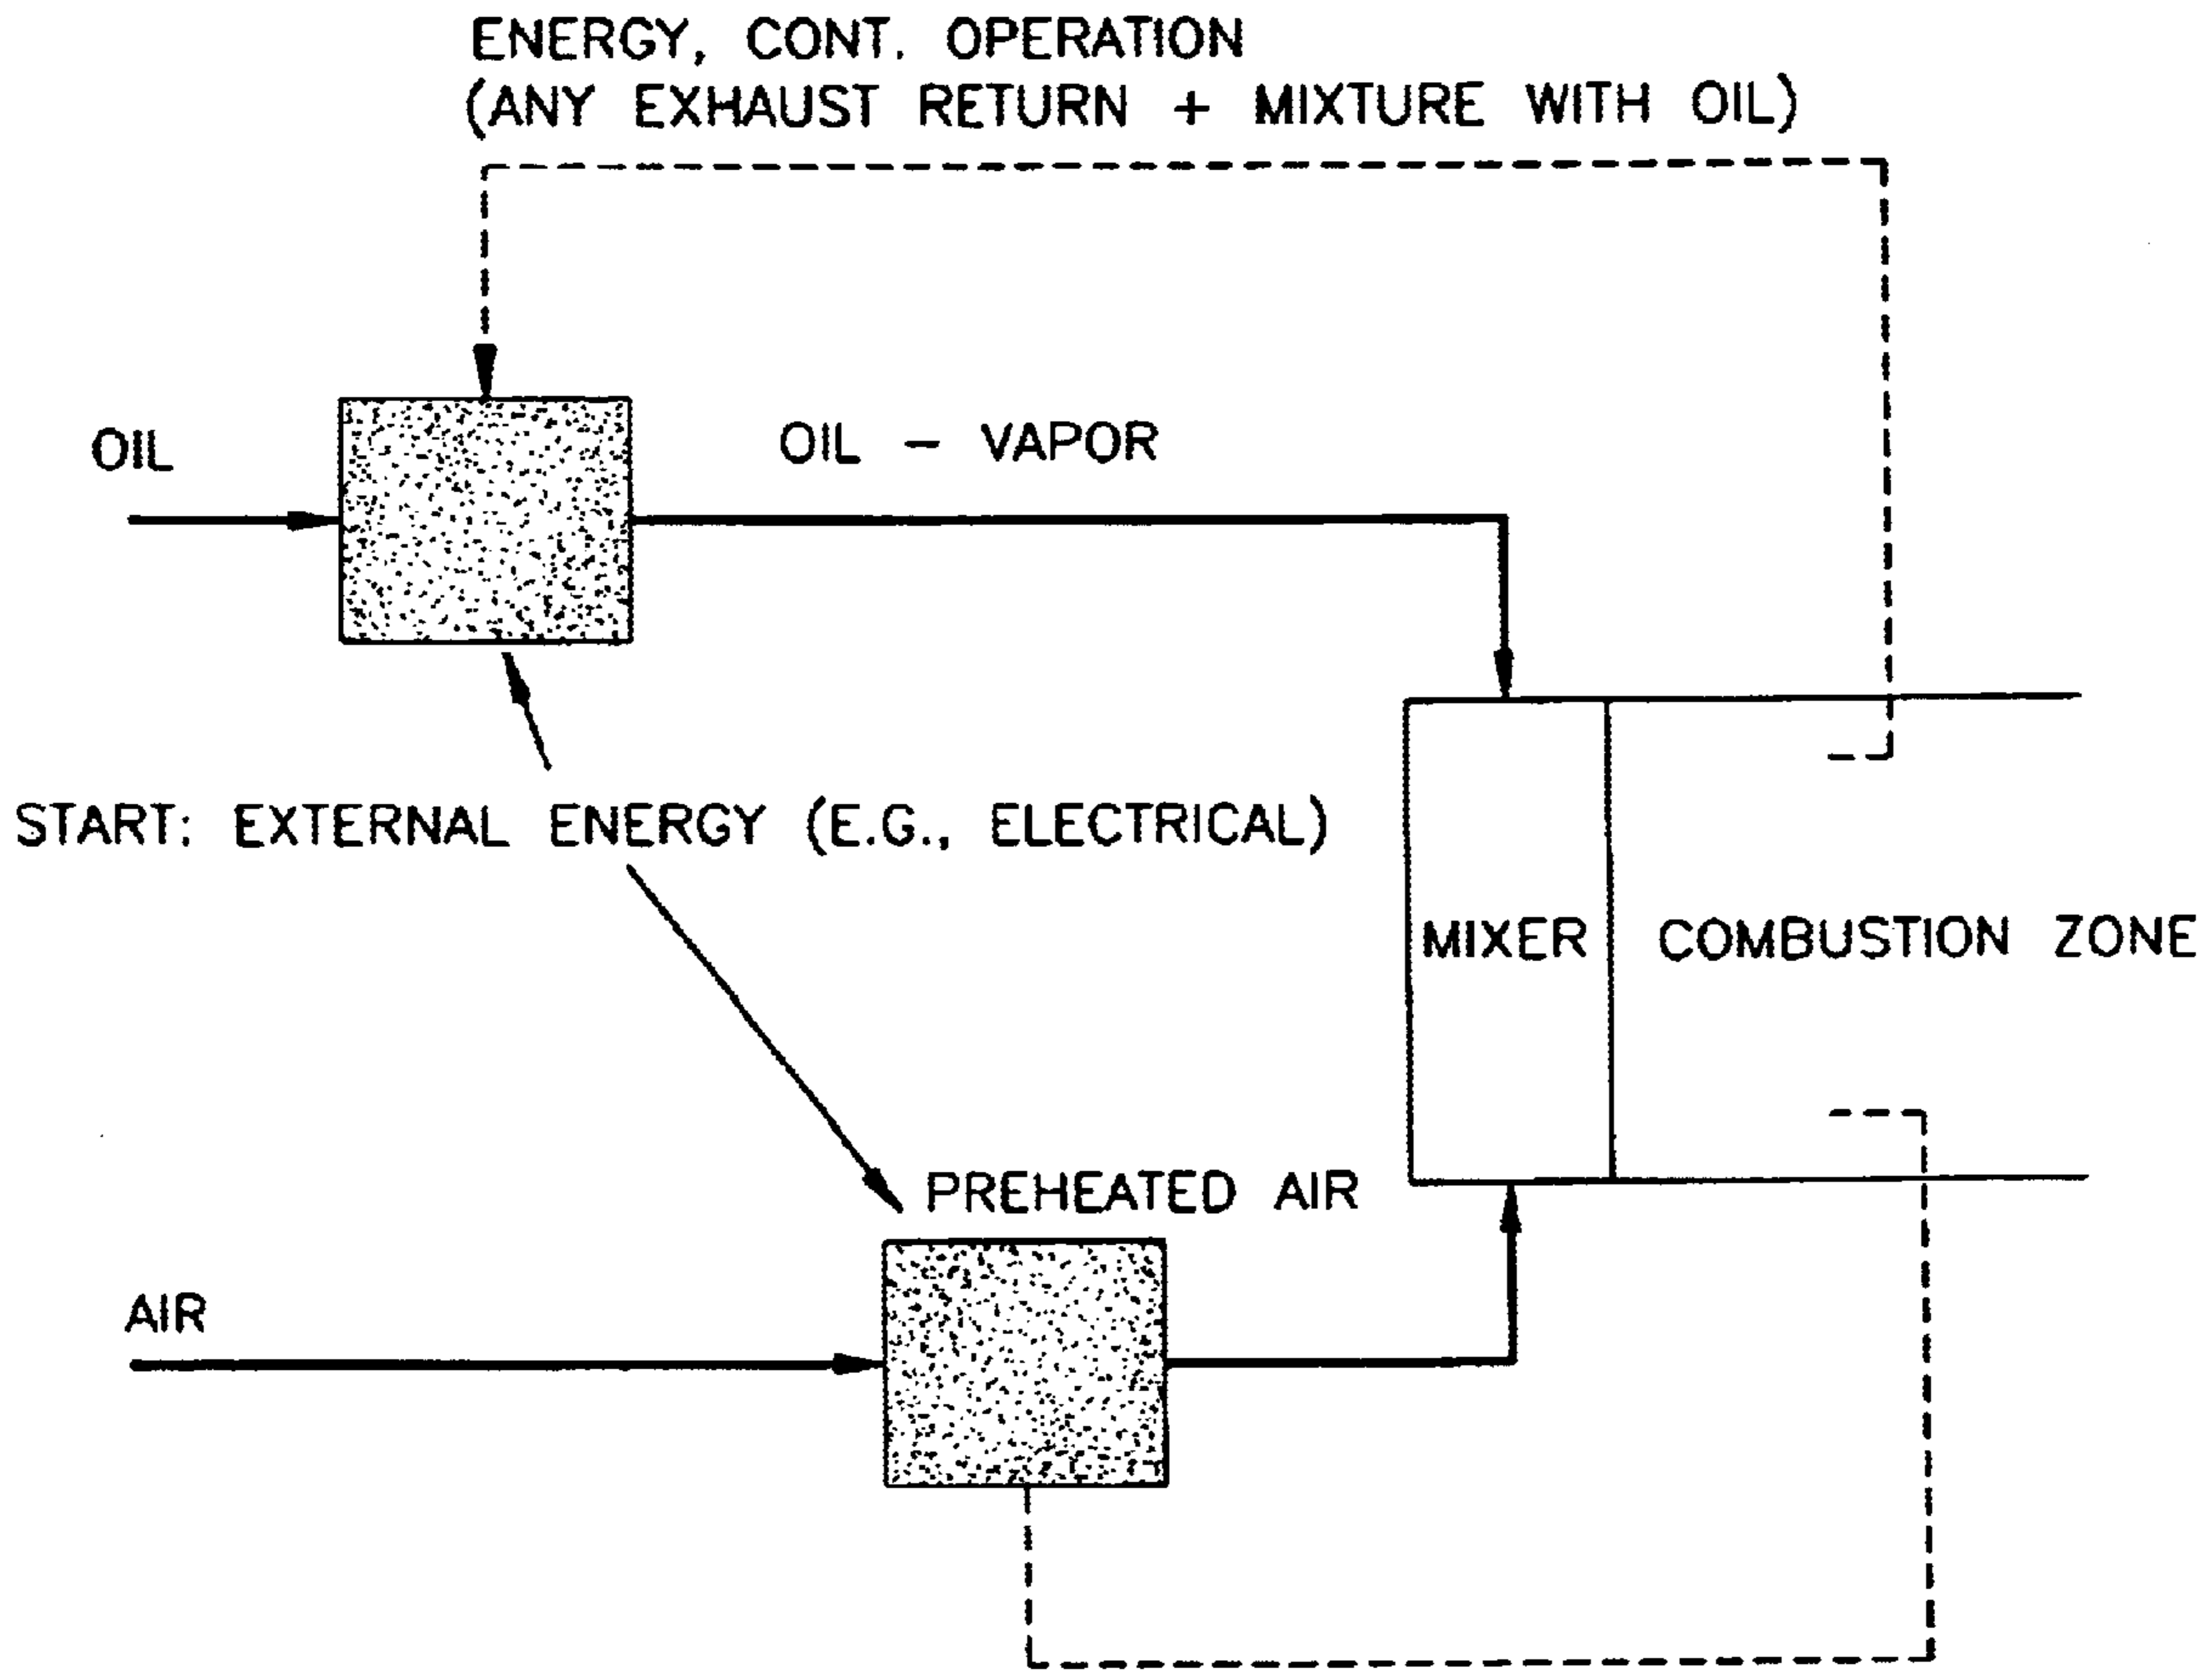 ENERGY, CONT. OPERATION
(ANY EXHAUST RETURN + MIXTURE WITH OIL)
OIL
OIL - VAPOR
START: EXTERNAL ENERGY (E.G., ELECTRICAL)
MIXER
COMBUSTION ZONE
PREHEATED AIR
AIR